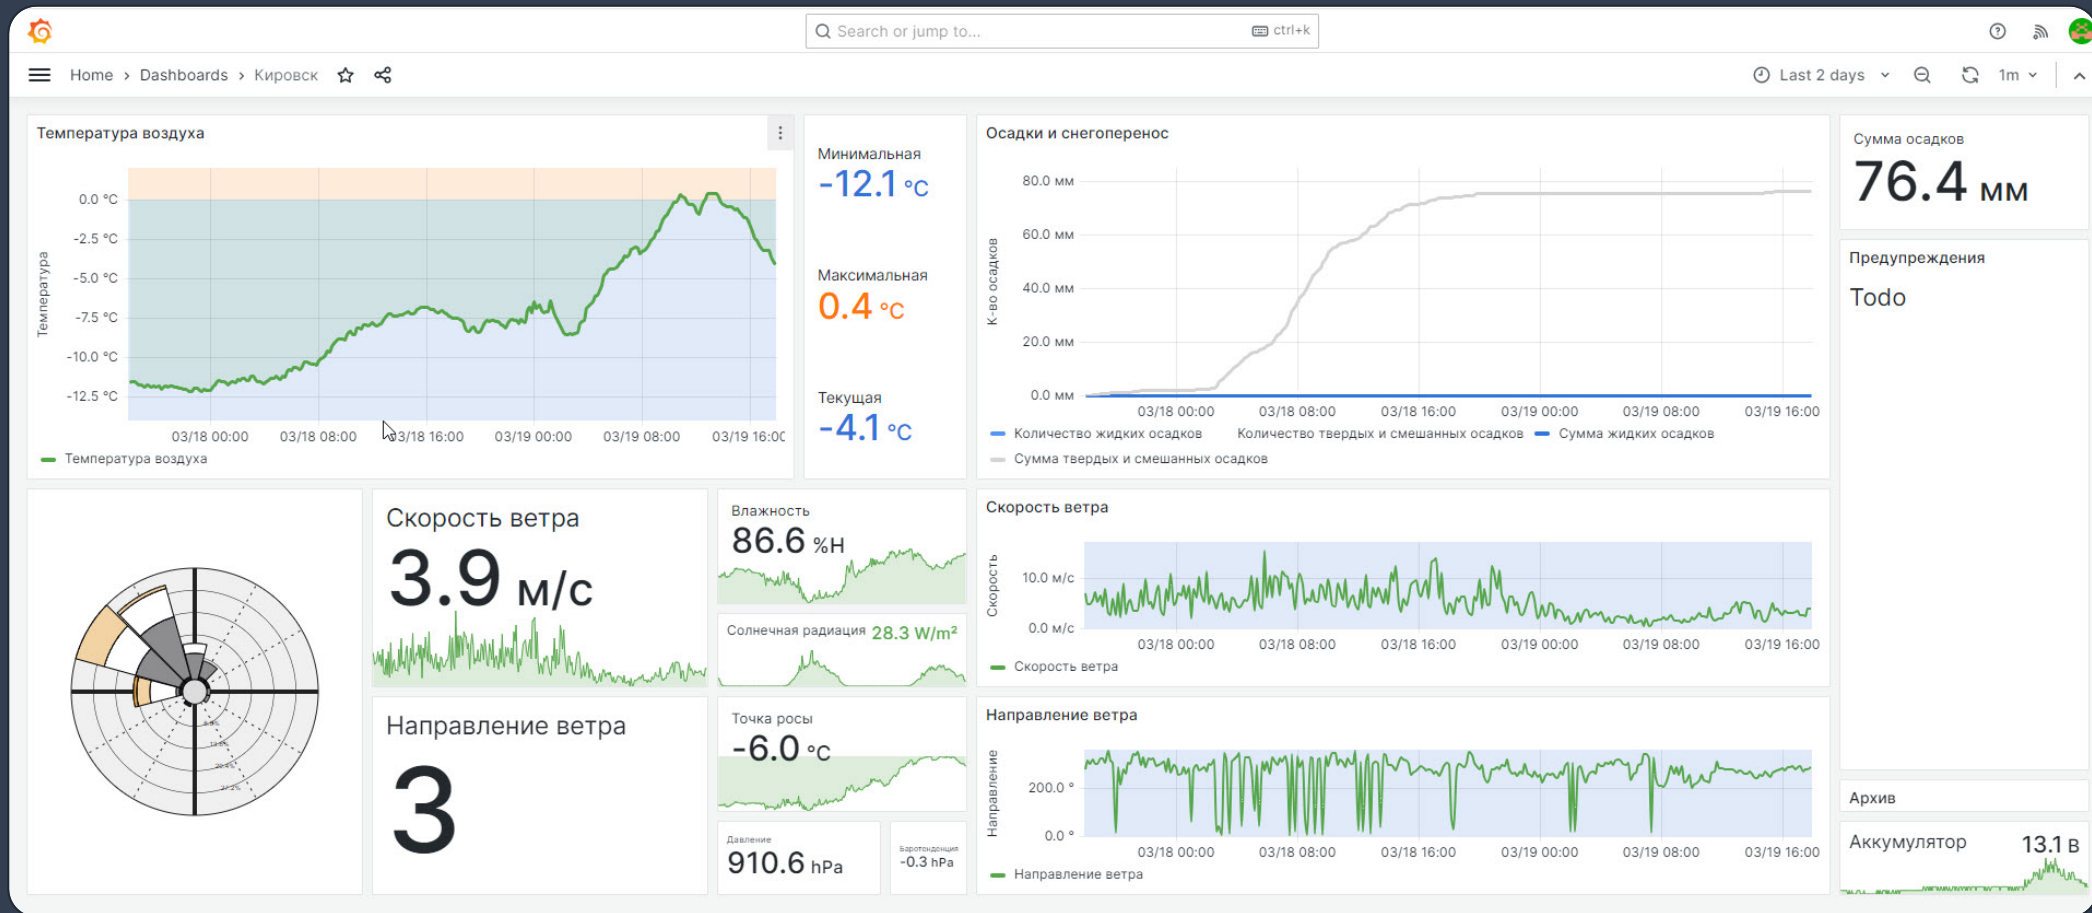 Search or jump to...
ctrl+k
Home › Dashboards › Кировск
Last 2 days
1m
Температура воздуха
Температура
0.0 °C
-2.5 °C
-5.0 °C
-7.5 °C
-10.0 °C
-12.5 °C
03/18 00:00 03/18 08:00 03/18 16:00 03/19 00:00 03/19 08:00 03/19 16:00
Температура воздуха
Минимальная
-12.1 °C
Максимальная
0.4 °C
Текущая
-4.1 °C
Осадки и снегоперенос
К-во осадков
80.0 мм
60.0 мм
40.0 мм
20.0 мм
0.0 мм
03/18 00:00 03/18 08:00 03/18 16:00 03/19 00:00 03/19 08:00 03/19 16:00
Количество жидких осадков Количество твердых и смешанных осадков Сумма жидких осадков
Сумма твердых и смешанных осадков
Сумма осадков
76.4 мм
Предупреждения
Todo
Скорость ветра
3.9 м/с
Направление ветра
3
Влажность
86.6 %H
Солнечная радиация 28.3 W/m²
Точка росы
-6.0 °C
Давление
910.6 hPa
Баротенденция
-0.3 hPa
Скорость ветра
Скорость
10.0 м/с
0.0 м/с
03/18 00:00 03/18 08:00 03/18 16:00 03/19 00:00 03/19 08:00 03/19 16:00
Скорость ветра
Направление ветра
Направление
200.0 °
0.0 °
03/18 00:00 03/18 08:00 03/18 16:00 03/19 00:00 03/19 08:00 03/19 16:00
Направление ветра
Архив
Аккумулятор
13.1 В